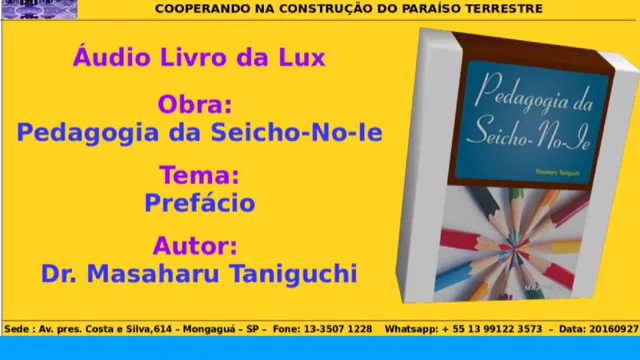 COOPERANDO NA CONSTRUÇÃO DO PARAÍSO TERRESTRE
Áudio Livro da Lux
Obra:
Pedagogia da Seicho-No-Ie
Tema:
Prefácio
Autor:
Dr. Masaharu Taniguchi
Pedagogia da
Seicho-No-Ie
Masaharu Taniguchi
Sede : Av. pres. Costa e Silva,614 – Mongaguá – SP – Fone: 13-3507 1228 Whatsapp: + 55 13 99122 3573 – Data: 20160927